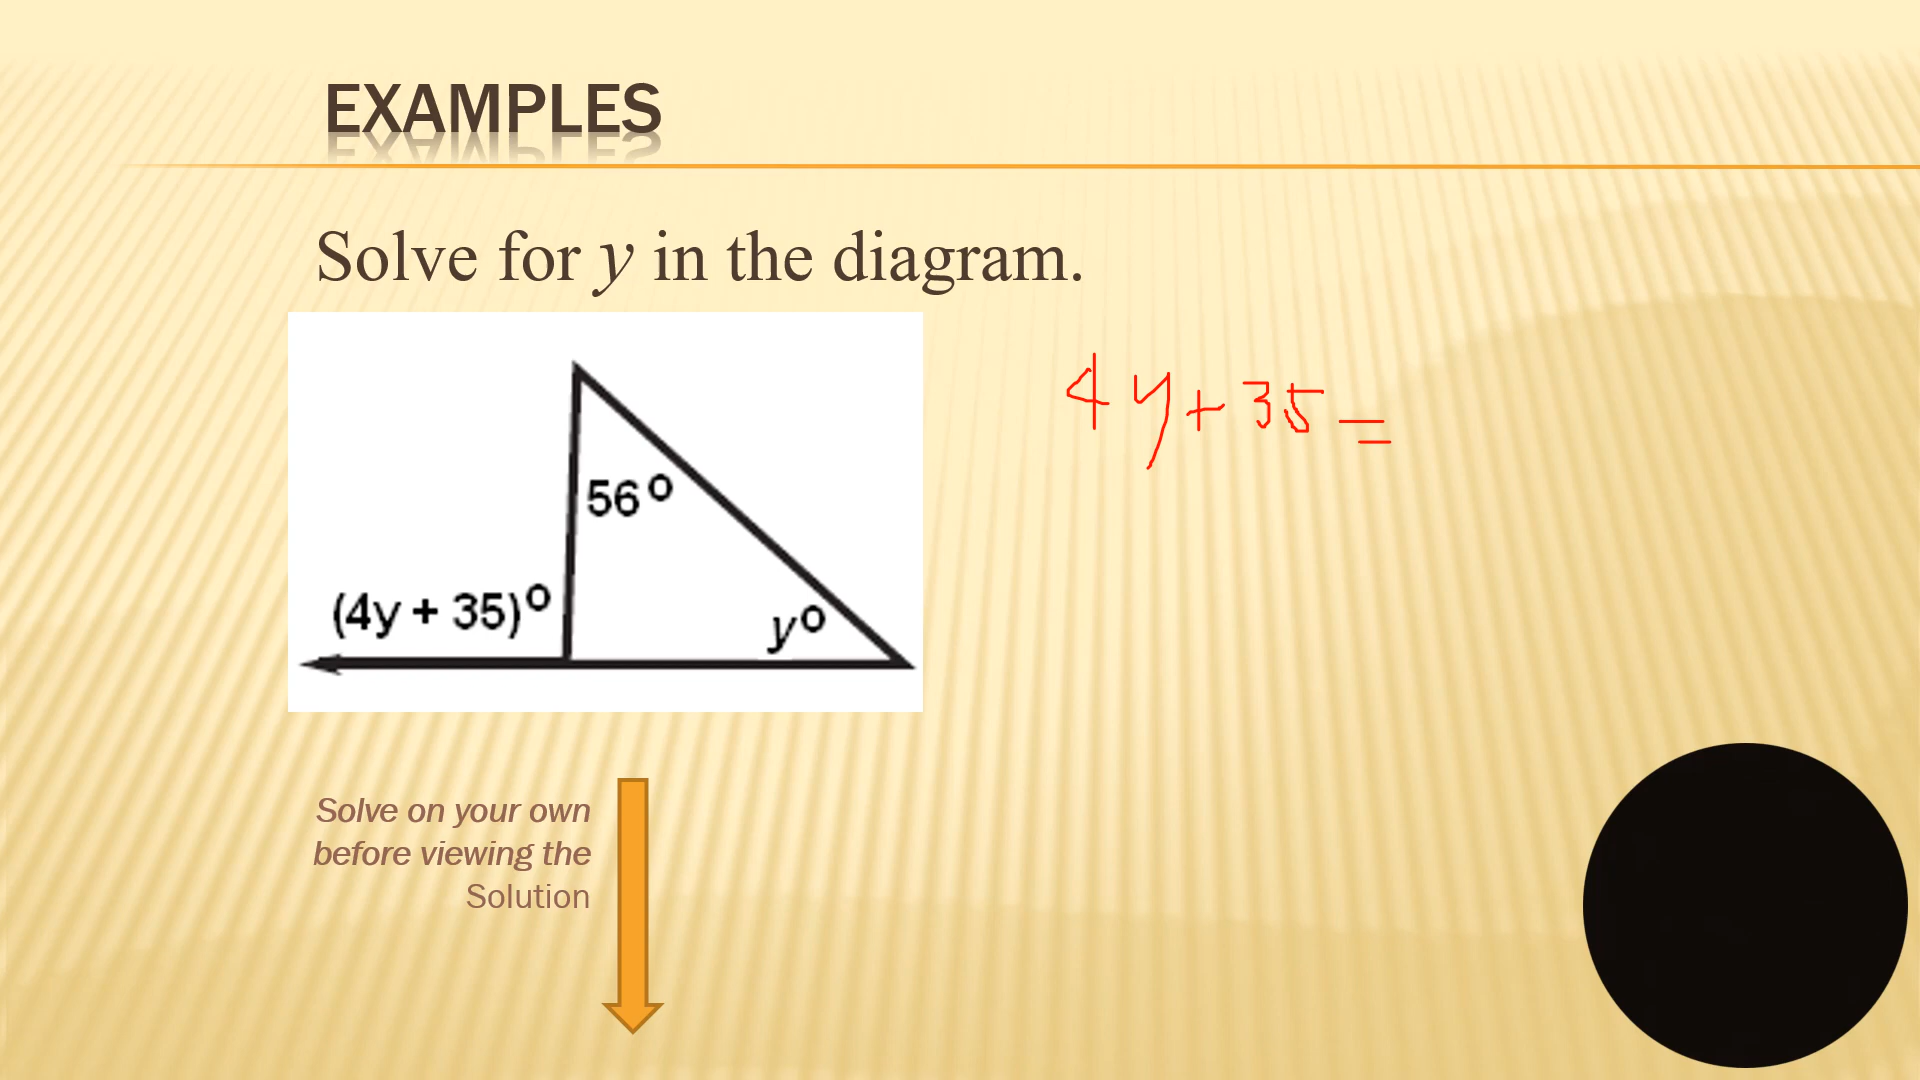 EXAMPLES
Solve for y in the diagram.
56°
(4y + 35)°
y°
4y+35=
Solve on your own
before viewing the
Solution